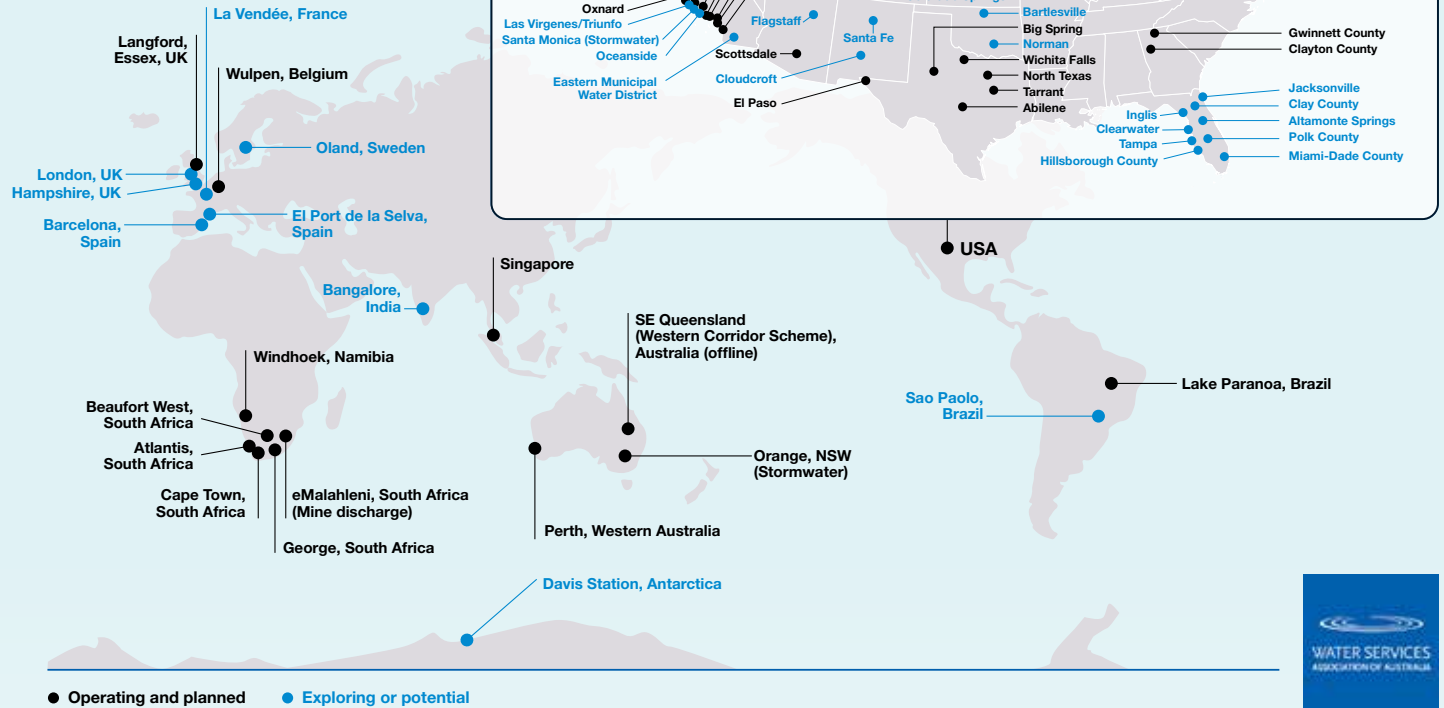 La Vendée, France
Langford,
Essex, UK
Wulpen, Belgium
Oland, Sweden
London, UK
Hampshire, UK
El Port de la Selva,
Spain
Barcelona,
Spain
Oxnard
Las Virgenes/Triunfo
Santa Monica (Stormwater)
Oceanside
Eastern Municipal
Water District
Flagstaff
Scottsdale
Santa Fe
Cloudcroft
El Paso
Bartlesville
Big Spring
Norman
Wichita Falls
North Texas
Tarrant
Abilene
Gwinnett County
Clayton County
Jacksonville
Clay County
Altamonte Springs
Polk County
Miami-Dade County
Inglis
Clearwater
Tampa
Hillsborough County
USA
Singapore
Bangalore,
India
SE Queensland
(Western Corridor Scheme),
Australia (offline)
Windhoek, Namibia
Lake Paranoa, Brazil
Sao Paolo,
Brazil
Beaufort West,
South Africa
Atlantis,
South Africa
Cape Town,
South Africa
eMalahleni, South Africa
(Mine discharge)
George, South Africa
Orange, NSW
(Stormwater)
Perth, Western Australia
Davis Station, Antarctica
WATER SERVICES
ASSOCIATION OF AUSTRALIA
Operating and planned
Exploring or potential